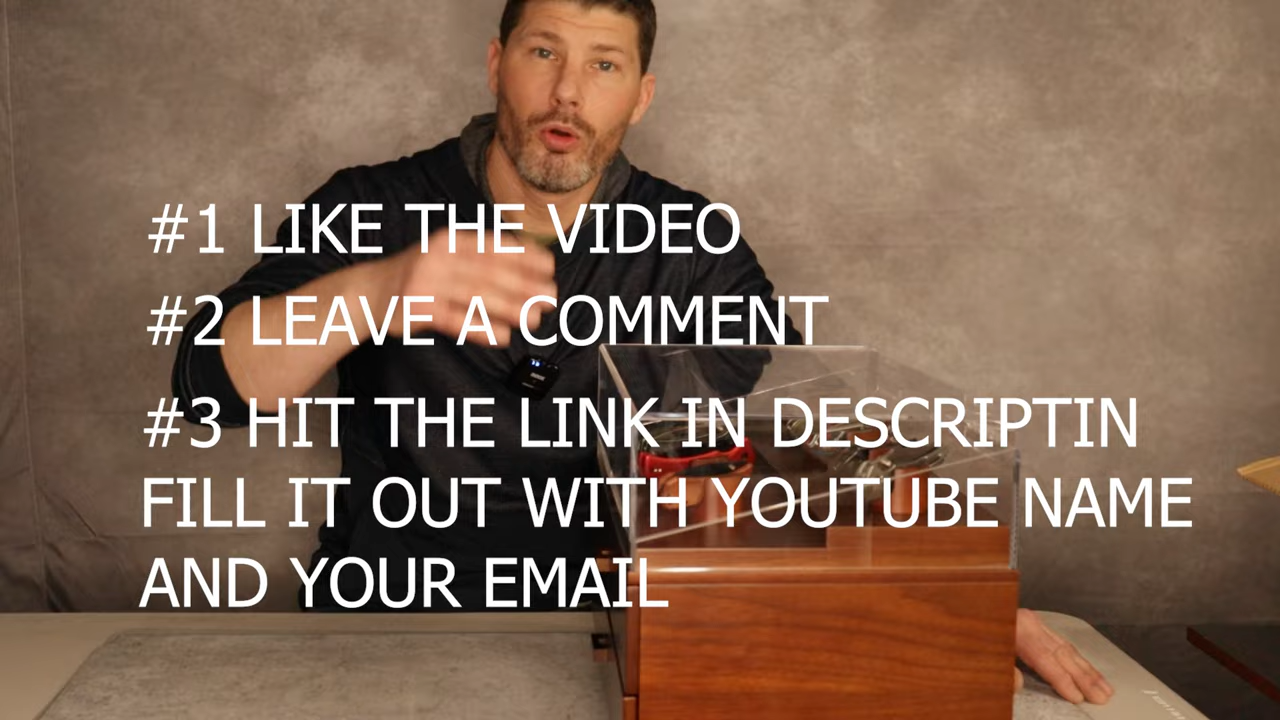 #1 LIKE THE VIDEO
#2 LEAVE A COMMENT
#3 HIT THE LINK IN DESCRIPTIN
FILL IT OUT WITH YOUTUBE NAME
AND YOUR EMAIL